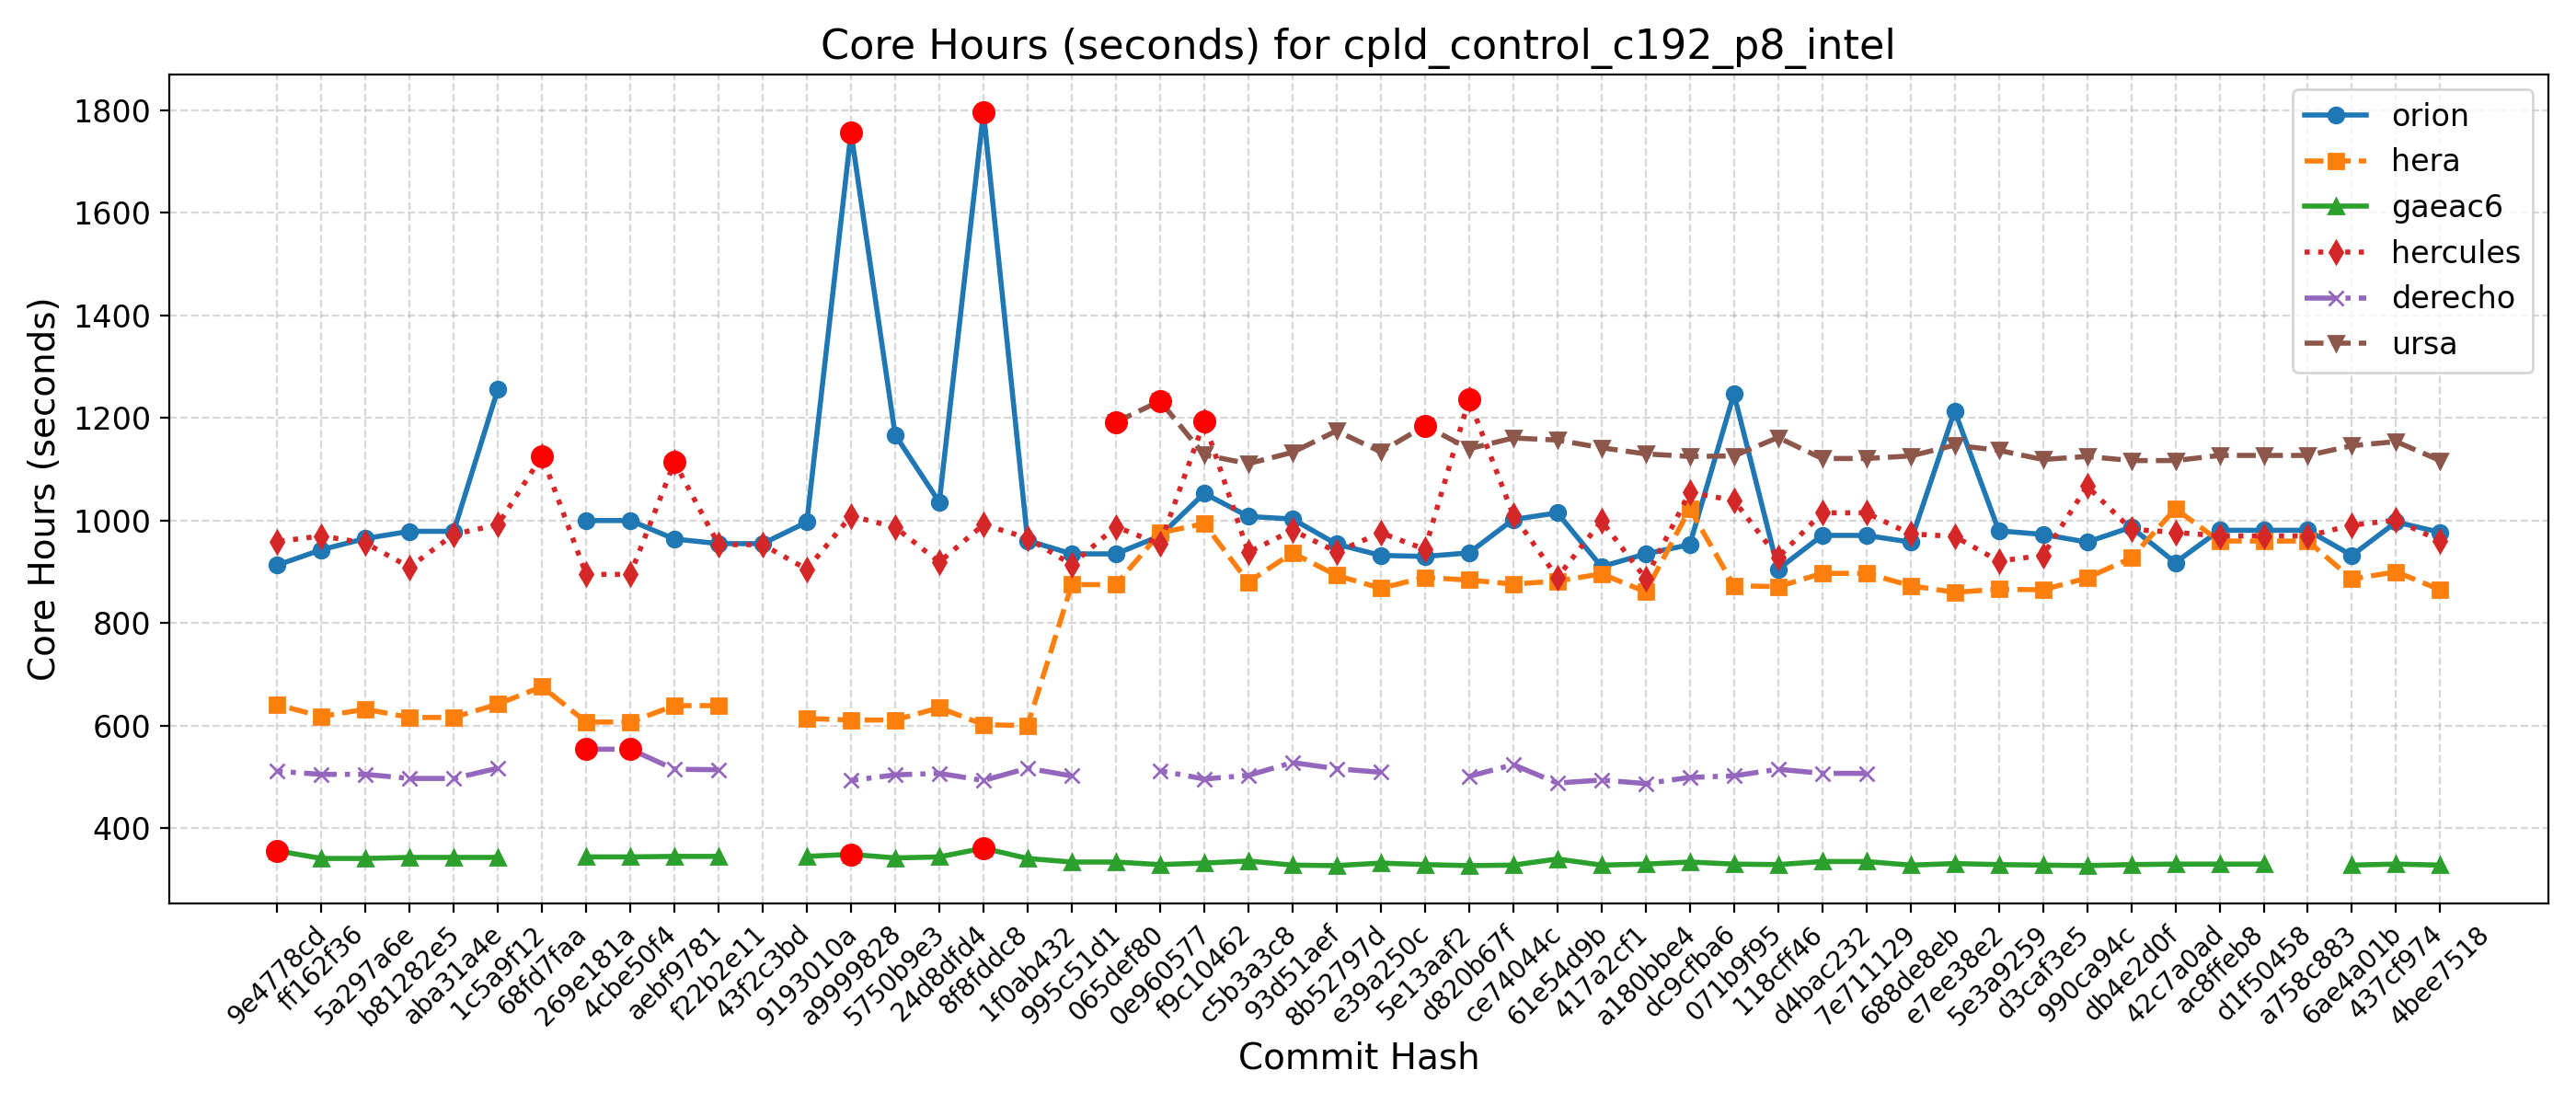 Core Hours (seconds) for cpld_control_c192_p8_intel
Core Hours (seconds)
1800
1600
1400
1200
1000
800
600
400
orion
hera
gaeac6
hercules
derecho
ursa
9e4778cd
ff162f36
5a297a6e
b81282e5
aba31a4e
1c5a9f12
68fd7faa
269e181a
4cbe50f4
aebf9781
f22b2e11
43f2c3bd
9193010a
a9999828
5750b9e3
24d8dfd4
8f8fddc8
1f0ab432
995c51d1
065def80
0e960577
f9c10462
c5b3a3c8
93d51aef
8b52797d
e39a250c
5e13aaf2
d820b67f
ce74044c
61e54d9b
417a2cf1
a180bbe4
dc9cfba6
071b9f95
118cff46
d4bac232
7e711129
688de8eb
e7ee38e2
5e3a9259
d3caf3e5
990ca94c
db4e2d0f
42c7a0ad
ac8ffeb8
d1f50458
a758c883
6ae4a01b
437cf974
4bee7518
Commit Hash